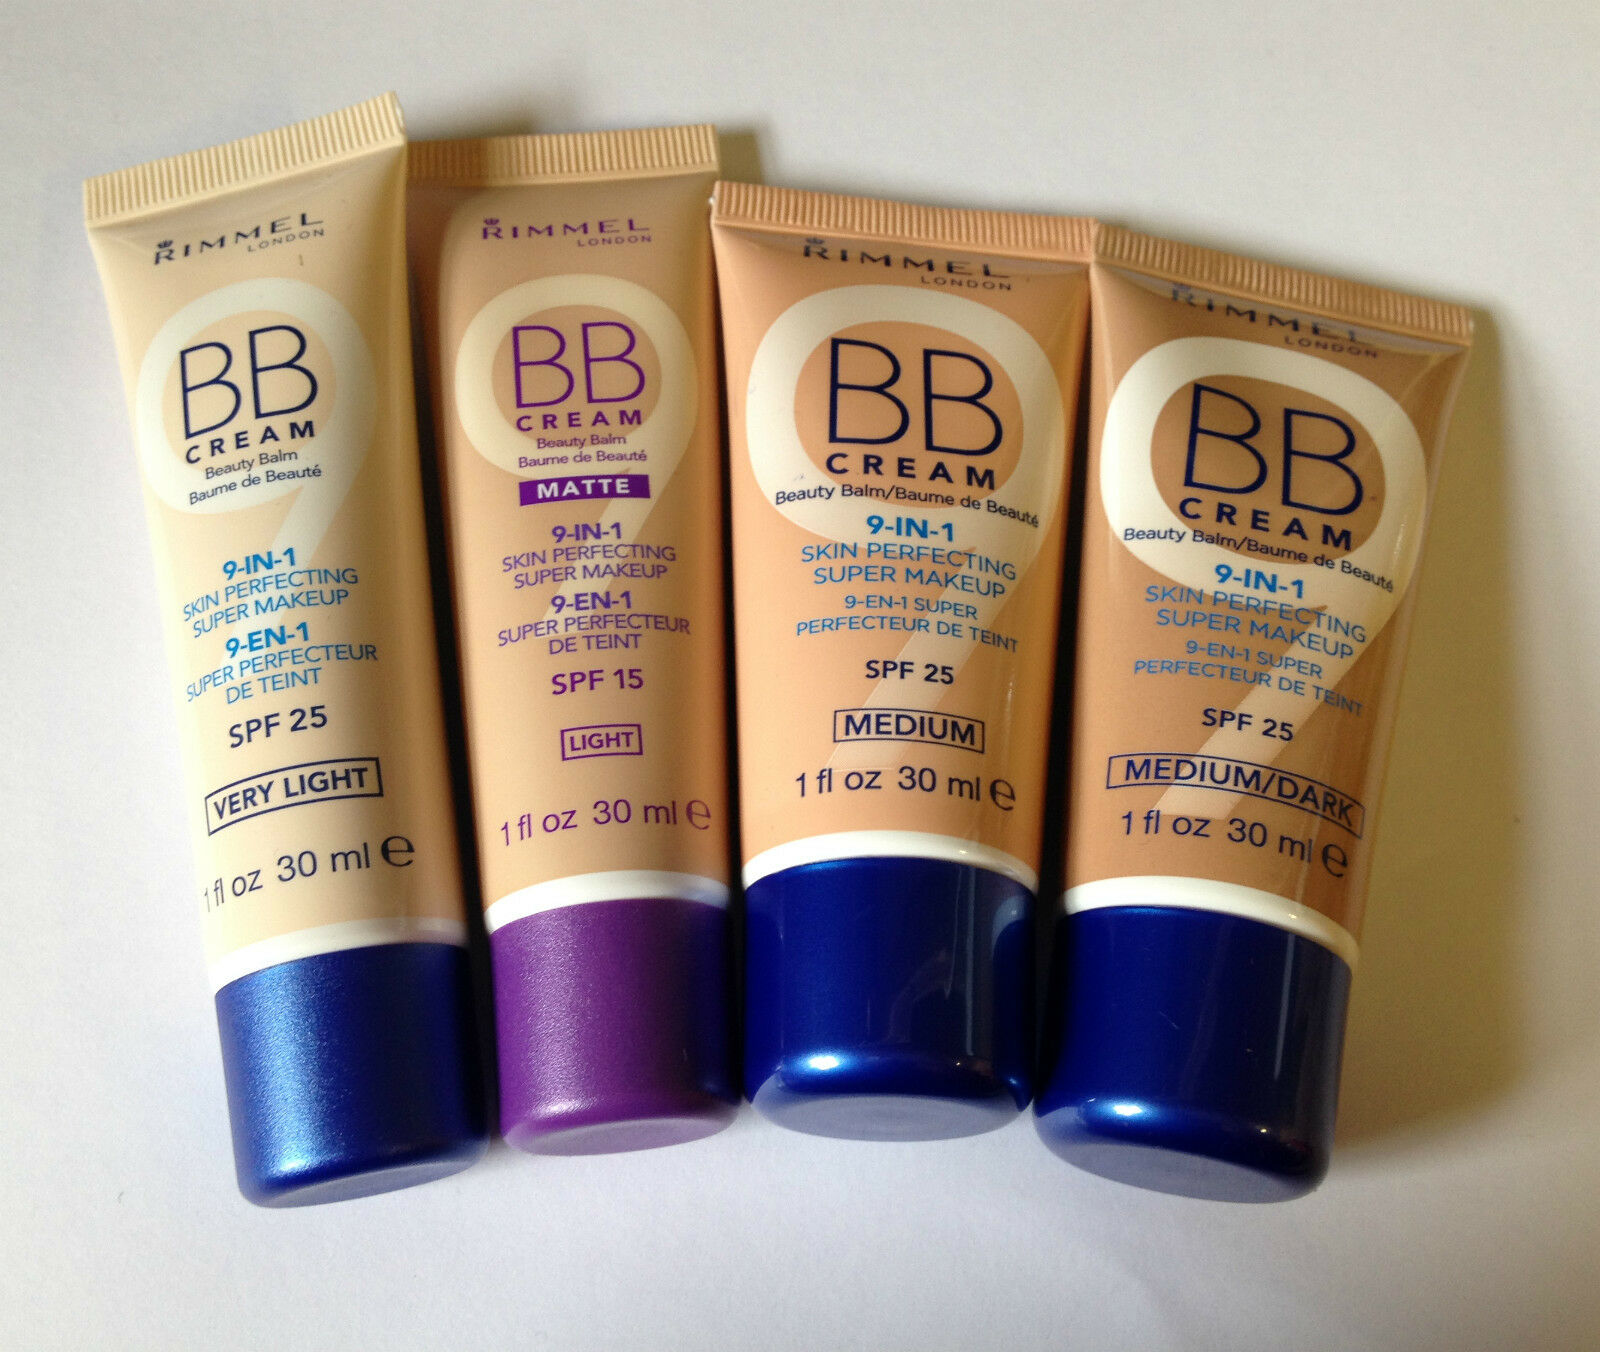 RIMMEL
LONDON
BB
CREAM
Beauty Balm
Baume de Beauté
9-IN-1
SKIN PERFECTING
SUPER MAKEUP
9-EN-1
SUPER PERFECTEUR
DE TEINT
SPF 25
VERY LIGHT
1 fl oz 30 ml e
RIMMEL
LONDON
BB
CREAM
Beauty Balm
Baume de Beauté
MATTE
9-IN-1
SKIN PERFECTING
SUPER MAKEUP
9-EN-1
SUPER PERFECTEUR
DE TEINT
SPF 15
LIGHT
1 fl oz 30 ml e
RIMMEL
LONDON
9
BB
CREAM
Beauty Balm/Baume de Beauté
9-IN-1
SKIN PERFECTING
SUPER MAKEUP
9-EN-1 SUPER
PERFECTEUR DE TEINT
SPF 25
MEDIUM
1 fl oz 30 ml e
RIMMEL
LONDON
9
BB
CREAM
Beauty Balm/Baume de Beauté
9-IN-1
SKIN PERFECTING
SUPER MAKEUP
9-EN-1 SUPER
PERFECTEUR DE TEINT
SPF 25
MEDIUM/DARK
1 fl oz 30 ml e